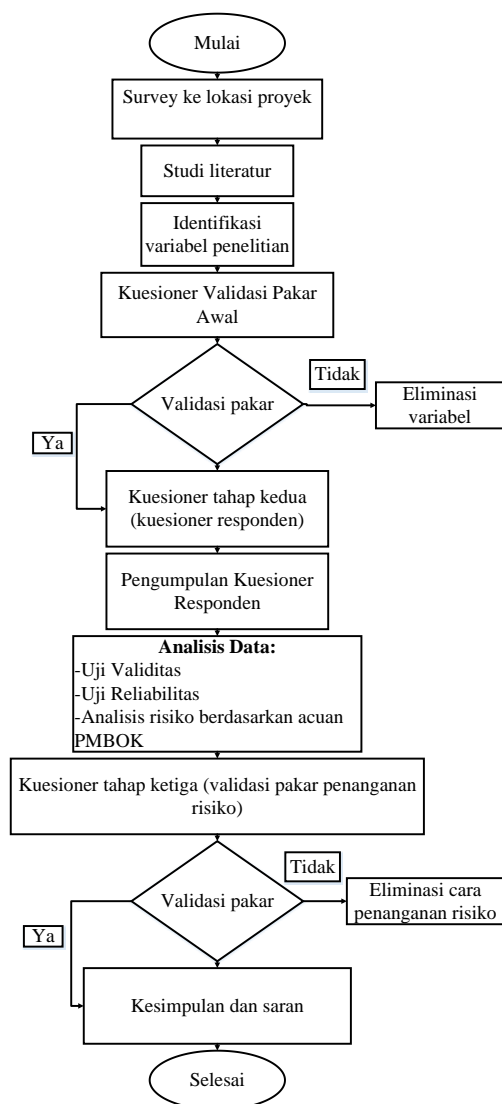 Mulai
Survey ke lokasi proyek
Studi literatur
Identifikasi
variabel penelitian
Kuesioner Validasi Pakar
Awal
Tidak
Validasi pakar
Eliminasi
variabel
Ya
Kuesioner tahap kedua
(kuesioner responden)
Pengumpulan Kuesioner
Responden
Analisis Data:
-Uji Validitas
-Uji Reliabilitas
-Analisis risiko berdasarkan acuan
PMBOK
Kuesioner tahap ketiga (validasi pakar penanganan
risiko)
Tidak
Validasi pakar
Eliminasi cara
penanganan risiko
Ya
Kesimpulan dan saran
Selesai